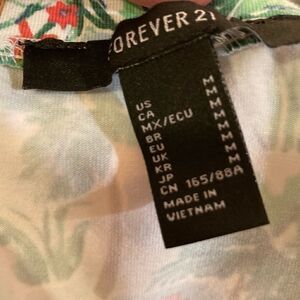 FOREVER 21
US M
CA M
MX/ECU M
BR M
EU M
UK M
KR M
JP M
CN 165/88A
MADE IN
VIETNAM